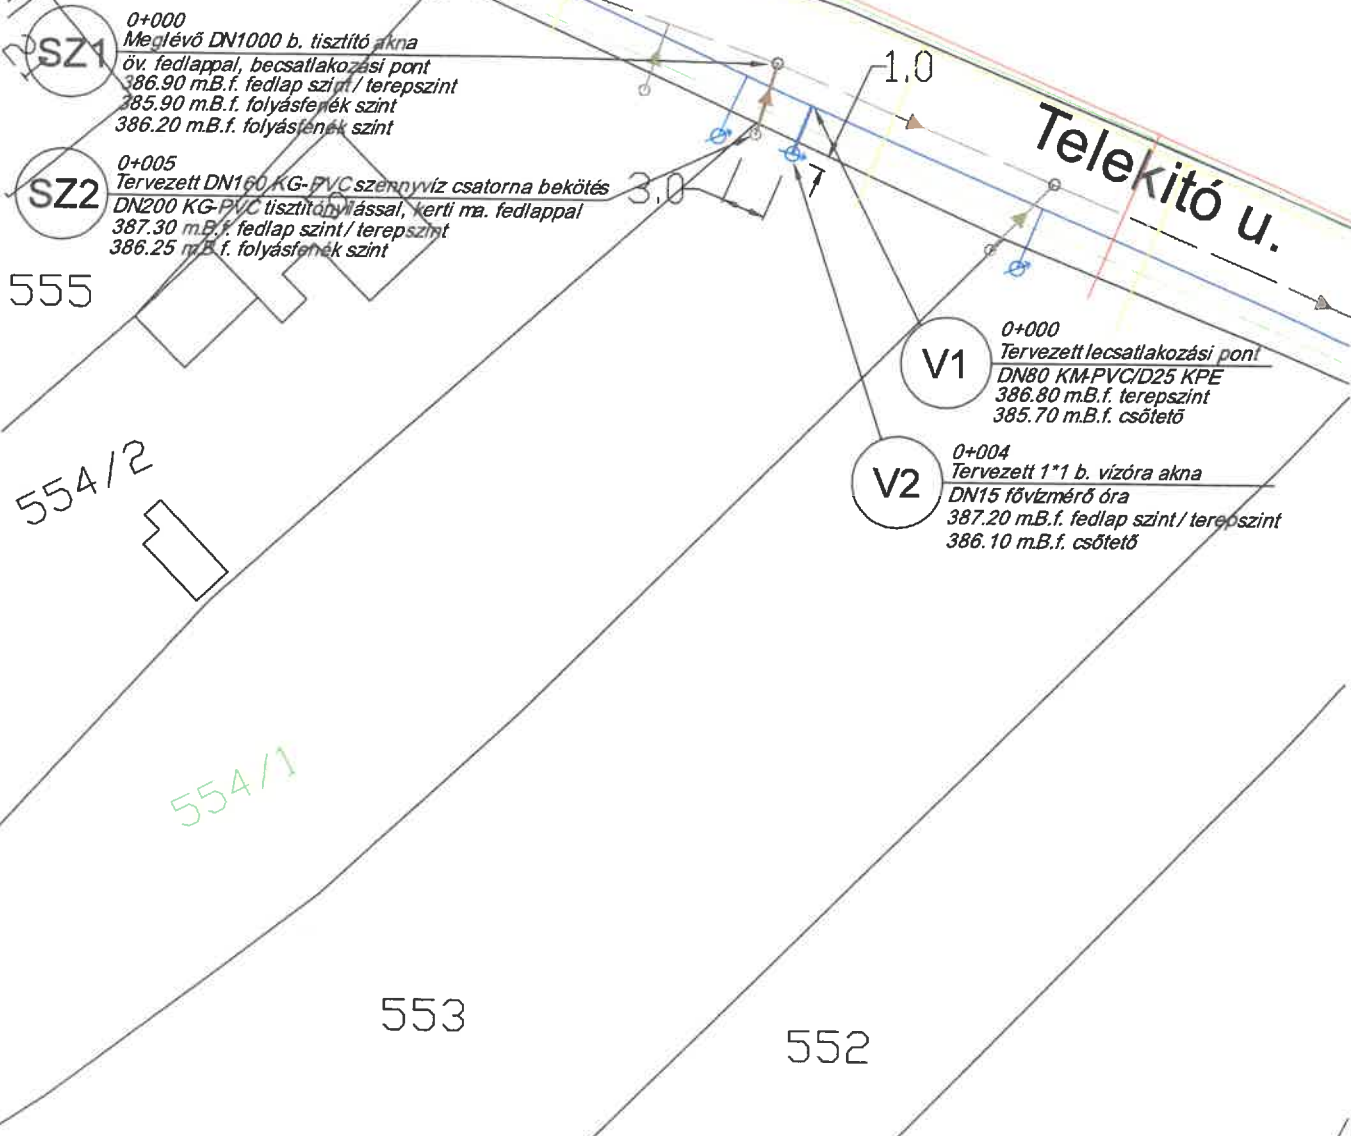 SZ1
0+000
Meglévő DN1000 b. tisztító akna
öv. fedlappal, becsatlakozási pont
386.90 m.B.f. fedlap szint / terepszint
385.90 m.B.f. folyásfenék szint
386.20 m.B.f. folyásfenék szint
SZ2
0+005
Tervezett DN160 KG-PVC szennyvíz csatorna bekötés
DN200 KG-PVC tisztítónyílással, kerti ma. fedlappal
387.30 m.B.f. fedlap szint / terepszint
386.25 m.B.f. folyásfenék szint
3,0
1,0
Telekitó u.
555
V1
0+000
Tervezett lecsatlakozási pont
DN80 KM-PVC/D25 KPE
386.80 m.B.f. terepszint
385.70 m.B.f. csőtető
V2
0+004
Tervezett 1*1 b. vízóra akna
DN15 fővízmérő óra
387.20 m.B.f. fedlap szint / terepszint
386.10 m.B.f. csőtető
554/2
554/1
553
552